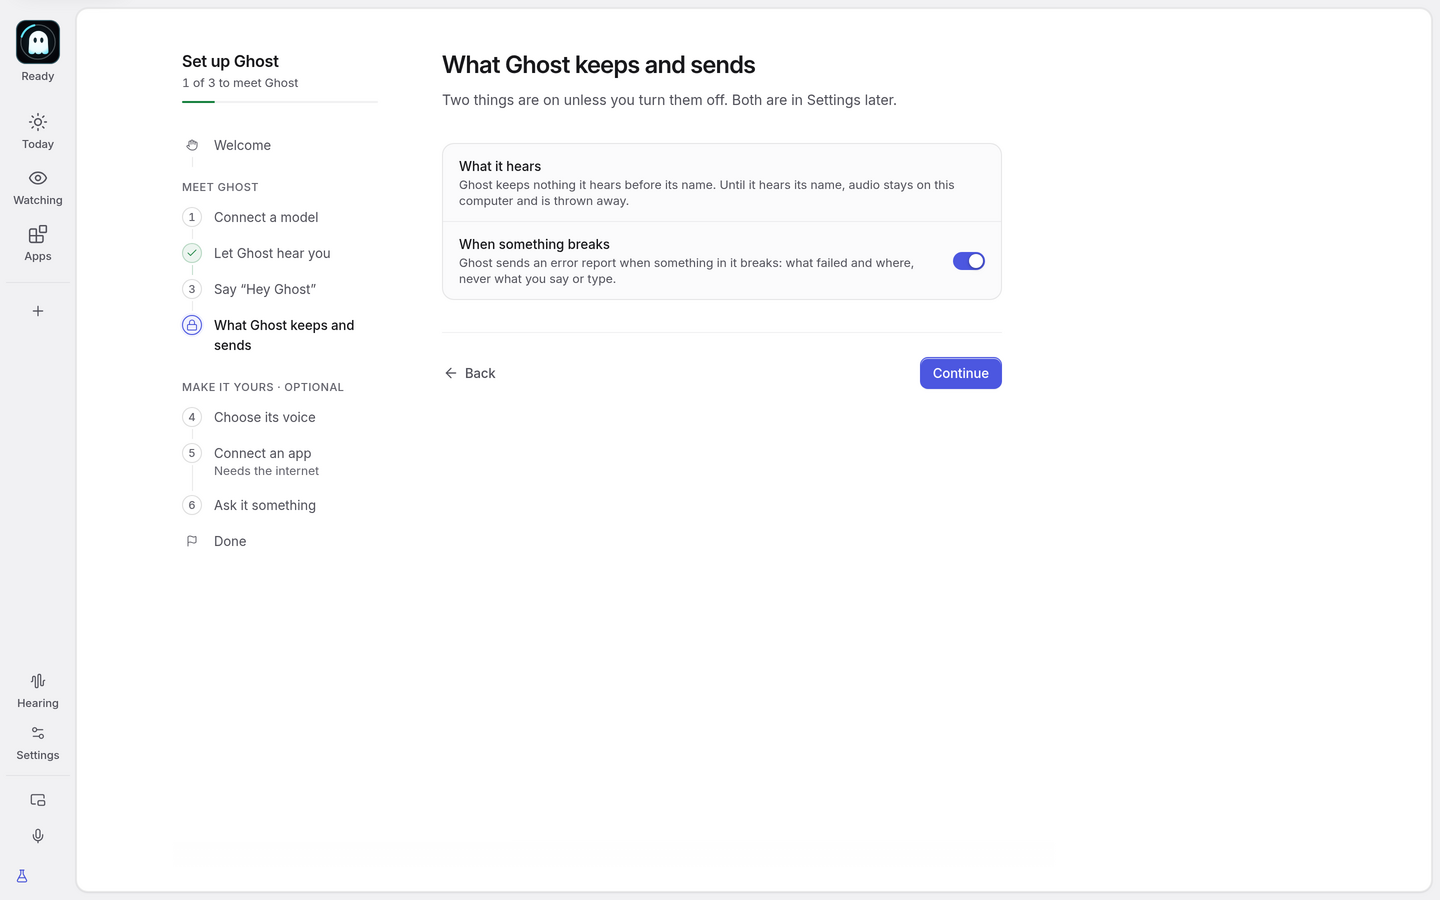 Ready
Today
Watching
Apps
Hearing
Settings
Set up Ghost
1 of 3 to meet Ghost
Welcome
MEET GHOST
1 Connect a model
Let Ghost hear you
3 Say “Hey Ghost”
What Ghost keeps and
sends
MAKE IT YOURS · OPTIONAL
4 Choose its voice
5 Connect an app
Needs the internet
6 Ask it something
Done
What Ghost keeps and sends
Two things are on unless you turn them off. Both are in Settings later.
What it hears
Ghost keeps nothing it hears before its name. Until it hears its name, audio stays on this
computer and is thrown away.
When something breaks
Ghost sends an error report when something in it breaks: what failed and where,
never what you say or type.
Back
Continue